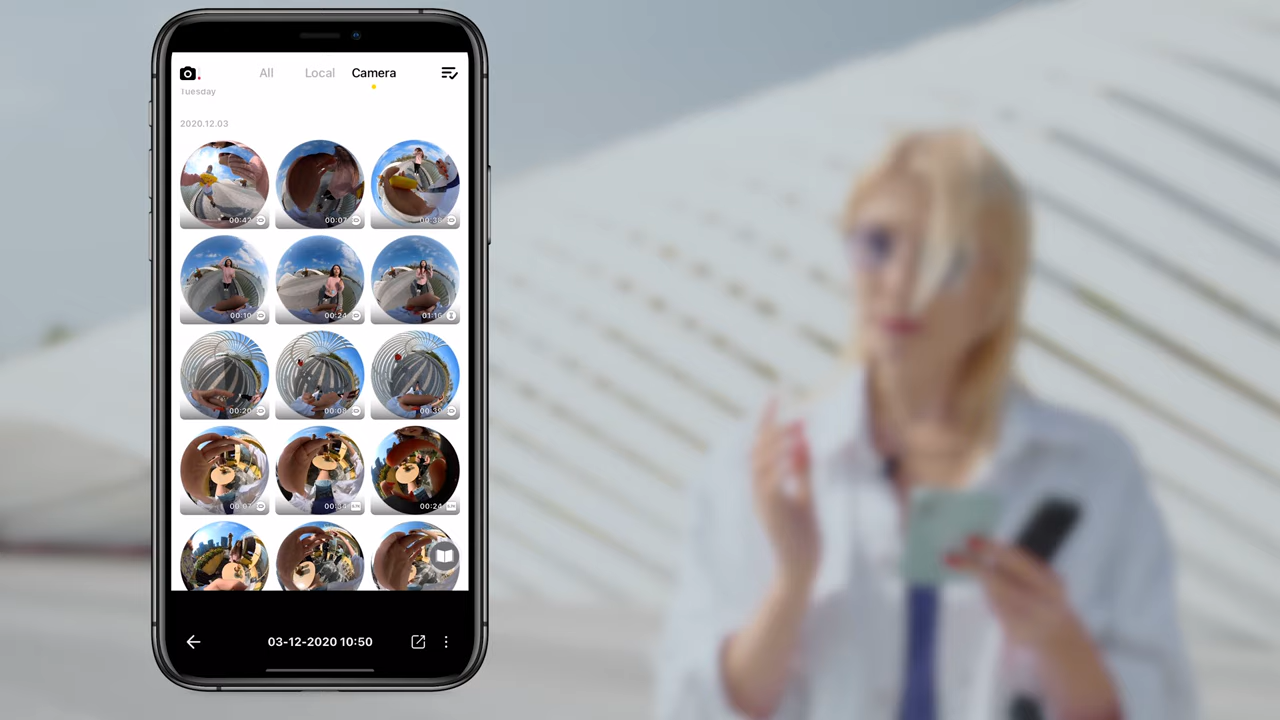 All Local Camera
Tuesday
2020.12.03
00:42 00:07 00:38
00:10 00:24 01:16
00:20 00:08 00:39
00:07 00:24
03-12-2020 10:50